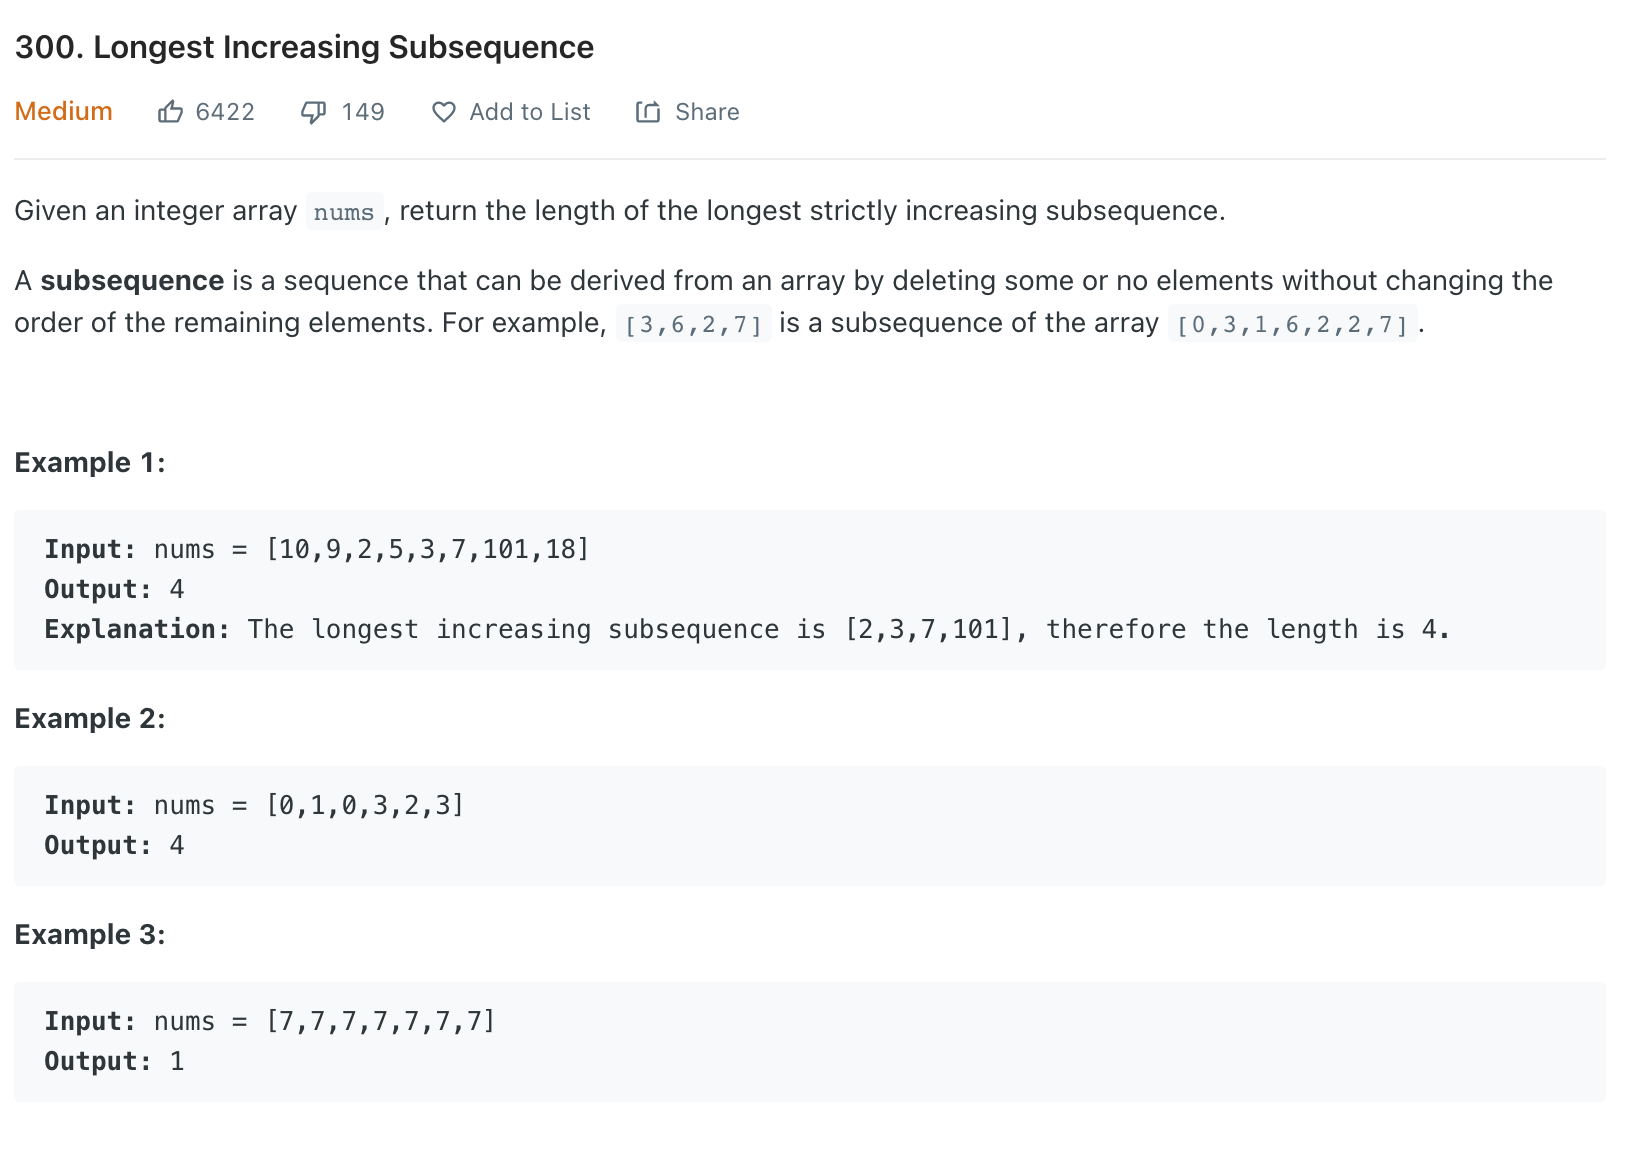 300. Longest Increasing Subsequence
Medium 6422 149 Add to List Share
Given an integer array nums, return the length of the longest strictly increasing subsequence.
A subsequence is a sequence that can be derived from an array by deleting some or no elements without changing the
order of the remaining elements. For example, [3,6,2,7] is a subsequence of the array [0,3,1,6,2,2,7].
Example 1:
Input: nums = [10,9,2,5,3,7,101,18]
Output: 4
Explanation: The longest increasing subsequence is [2,3,7,101], therefore the length is 4.
Example 2:
Input: nums = [0,1,0,3,2,3]
Output: 4
Example 3:
Input: nums = [7,7,7,7,7,7,7]
Output: 1